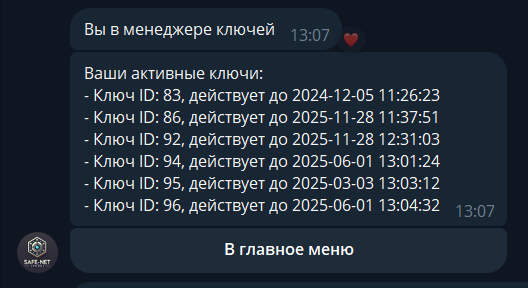 Вы в менеджере ключей
13:07
Ваши активные ключи:
- Ключ ID: 83, действует до 2024-12-05 11:26:23
- Ключ ID: 86, действует до 2025-11-28 11:37:51
- Ключ ID: 92, действует до 2025-11-28 12:31:03
- Ключ ID: 94, действует до 2025-06-01 13:01:24
- Ключ ID: 95, действует до 2025-03-03 13:03:12
- Ключ ID: 96, действует до 2025-06-01 13:04:32
13:07
В главное меню
SAFE-NET